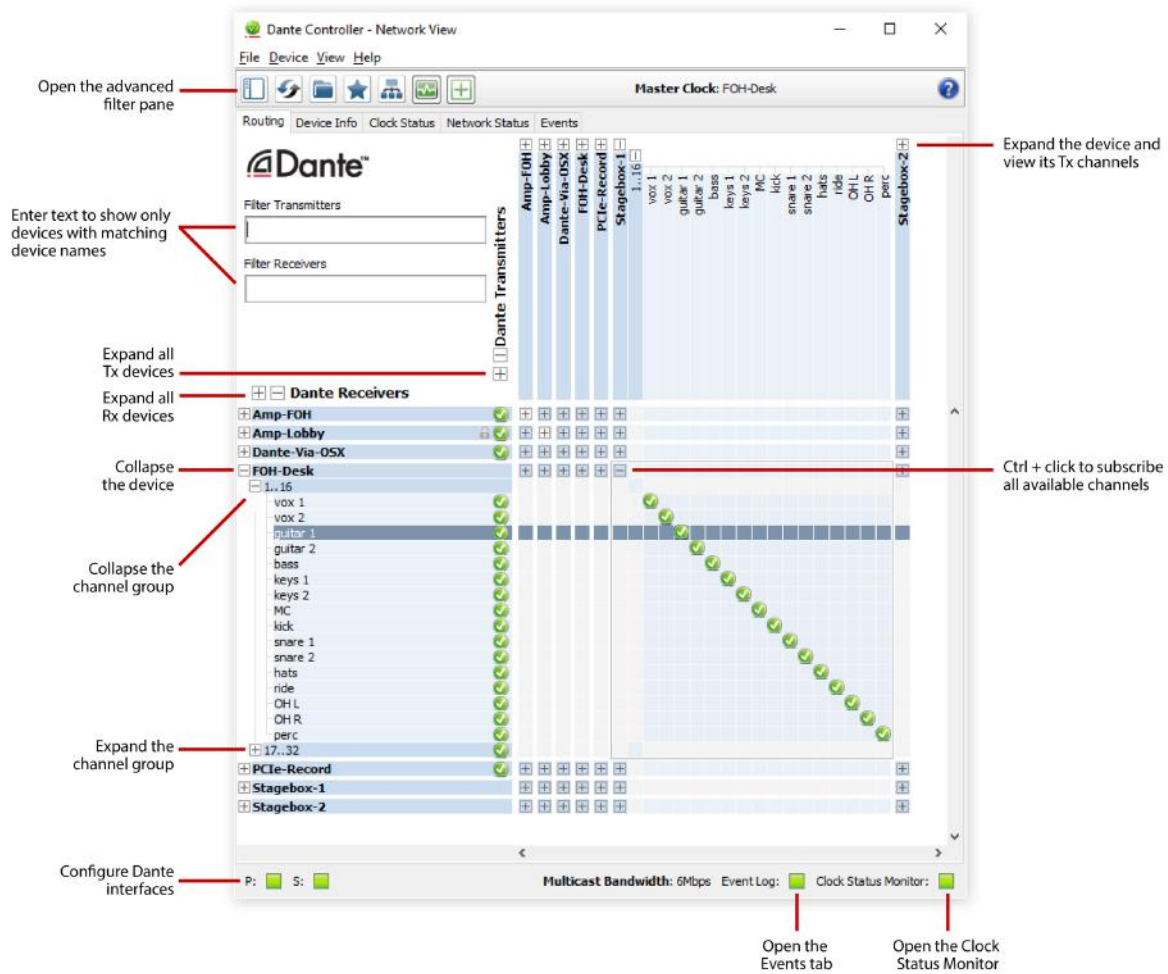 Dante Controller - Network View
File Device View Help
Open the advanced
filter pane
Master Clock: FOH-Desk
?
Routing Device Info Clock Status Network Status Events
Dante™
Filter Transmitters
Filter Receivers
Enter text to show only
devices with matching
device names
Dante Transmitters
Amp-FOH
Amp-Lobby
Dante-Via-OSX
FOH-Desk
PCIe-Record
Stagebox-1
1..16
vox 1
vox 2
guitar 1
guitar 2
bass
keys 1
keys 2
MC
kick
snare 1
snare 2
hats
ride
OH L
OH R
perc
Stagebox-2
Expand the device and
view its Tx channels
Expand all
Tx devices
Expand all
Rx devices
Dante Receivers
Amp-FOH
Amp-Lobby
Dante-Via-OSX
Collapse
the device
FOH-Desk
Ctrl + click to subscribe
all available channels
1..16
vox 1
vox 2
guitar 1
guitar 2
bass
keys 1
keys 2
MC
kick
snare 1
snare 2
hats
ride
OH L
OH R
perc
Collapse the
channel group
Expand the
channel group
17..32
PCIe-Record
Stagebox-1
Stagebox-2
Configure Dante
interfaces
P: S: Multicast Bandwidth: 6Mbps Event Log: Clock Status Monitor:
Open the
Events tab
Open the Clock
Status Monitor